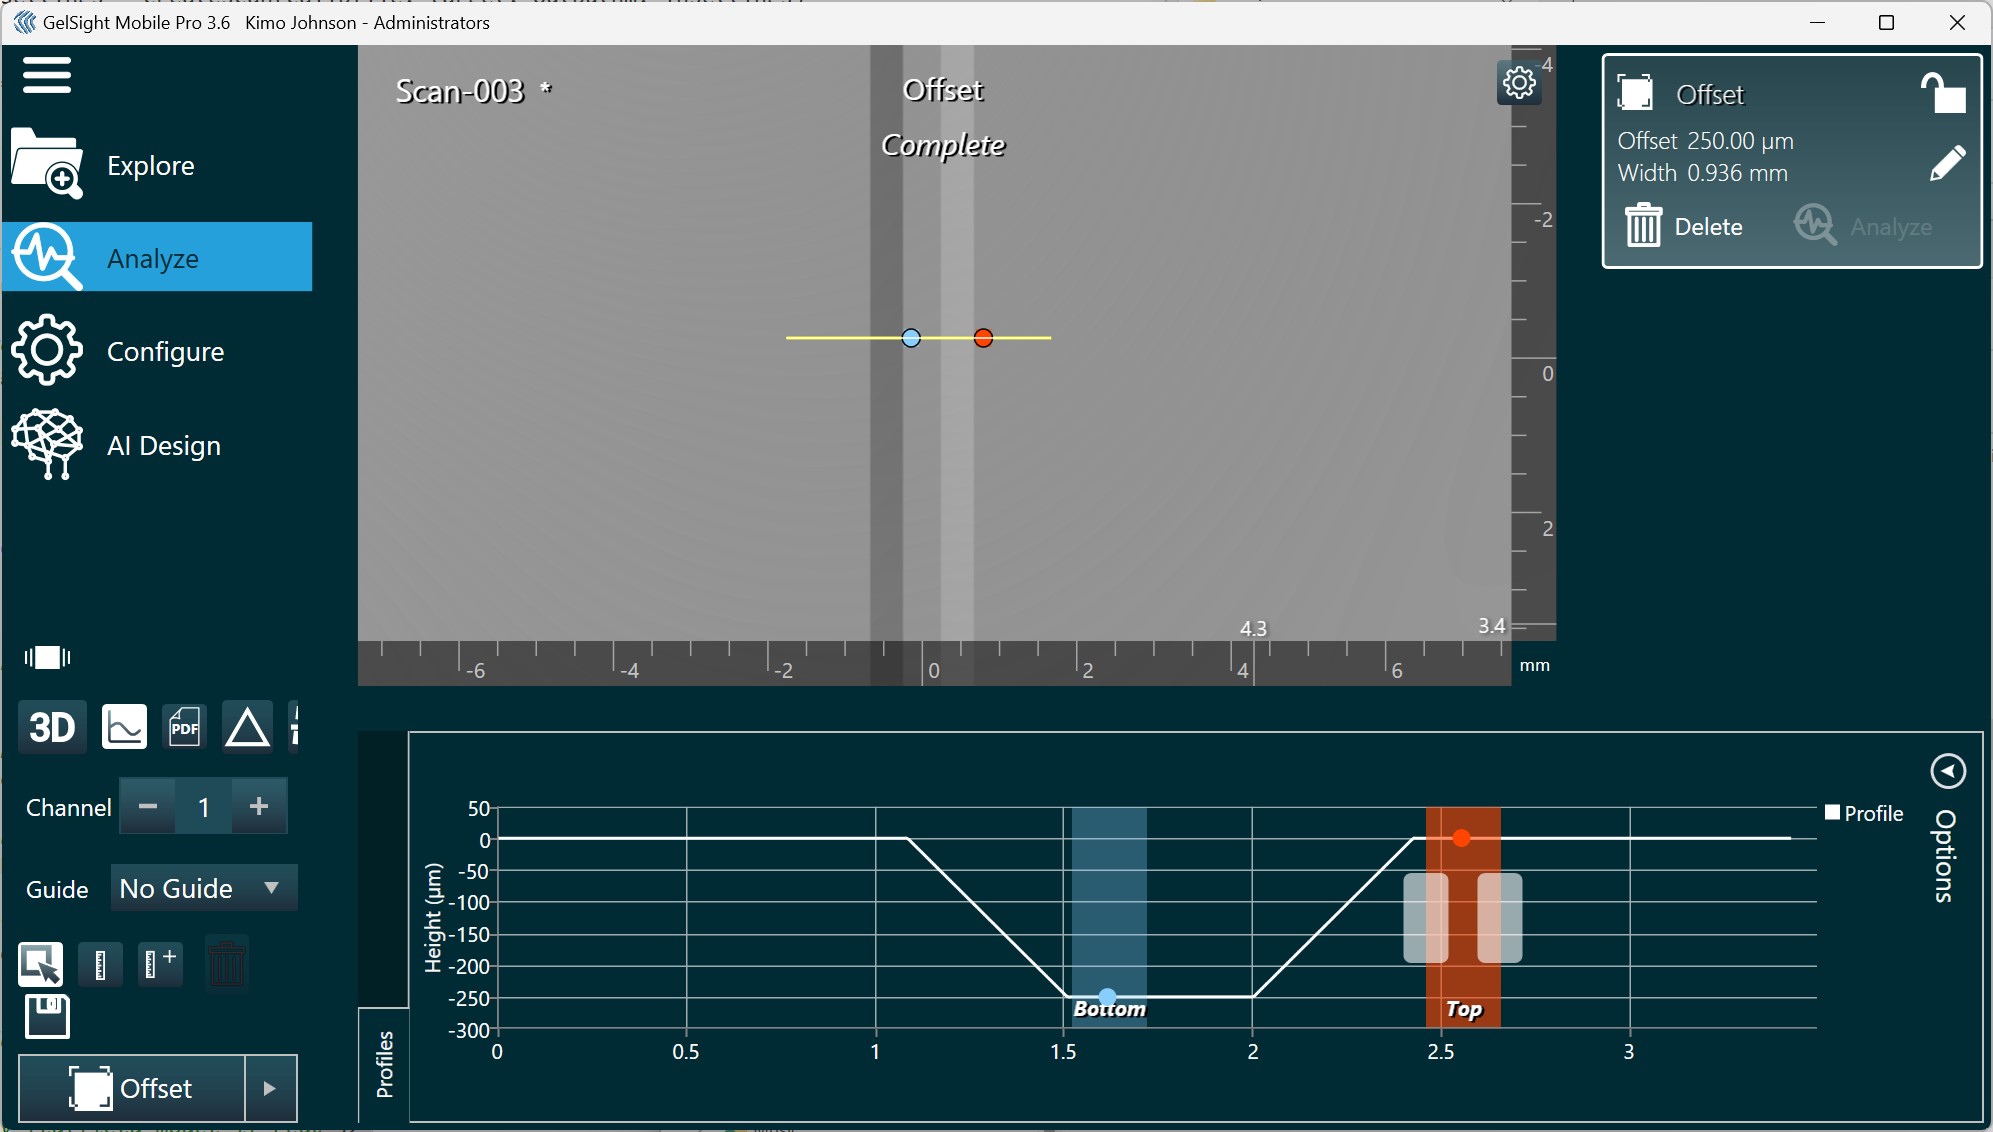 GelSight Mobile Pro 3.6 Kimo Johnson - Administrators
Explore
Analyze
Configure
AI Design
3D
PDF
Channel
1
Guide
No Guide
Offset
Scan-003 *
Offset
Complete
-4
-2
0
2
3.4
4.3
-6
-4
-2
0
2
4
6
mm
Offset
Offset 250.00 µm
Width 0.936 mm
Delete
Analyze
Profiles
Height (µm)
50
0
-50
-100
-150
-200
-250
-300
0
0.5
1
1.5
2
2.5
3
Bottom
Top
Profile
Options